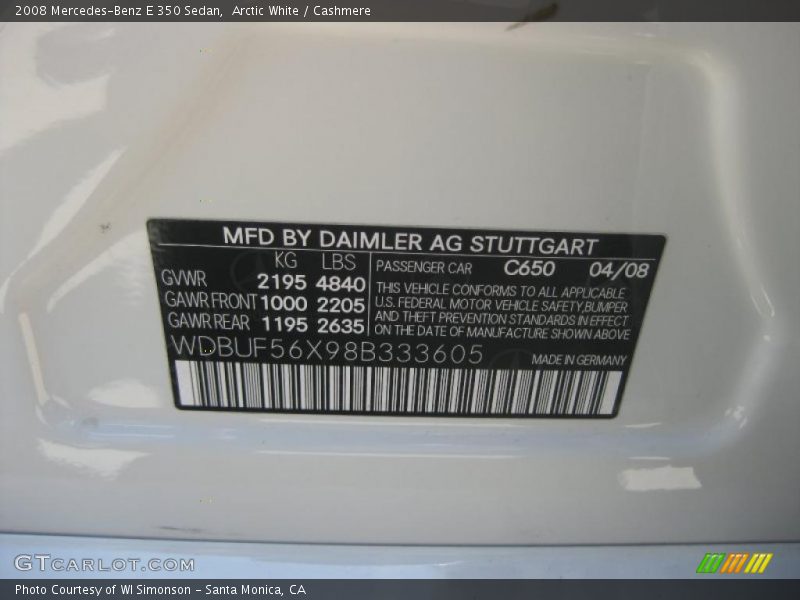 2008 Mercedes-Benz E 350 Sedan,  Arctic White / Cashmere
MFD BY DAIMLER AG STUTTGART
KG LBS
GVWR 2195 4840
GAWR FRONT 1000 2205
GAWR REAR 1195 2635
PASSENGER CAR C650 04/08
THIS VEHICLE CONFORMS TO ALL APPLICABLE
U.S. FEDERAL MOTOR VEHICLE SAFETY, BUMPER
AND THEFT PREVENTION STANDARDS IN EFFECT
ON THE DATE OF MANUFACTURE SHOWN ABOVE
WDBUF56X98B333605
MADE IN GERMANY
GTCARLOT.COM
Photo Courtesy of WI Simonson - Santa Monica, CA